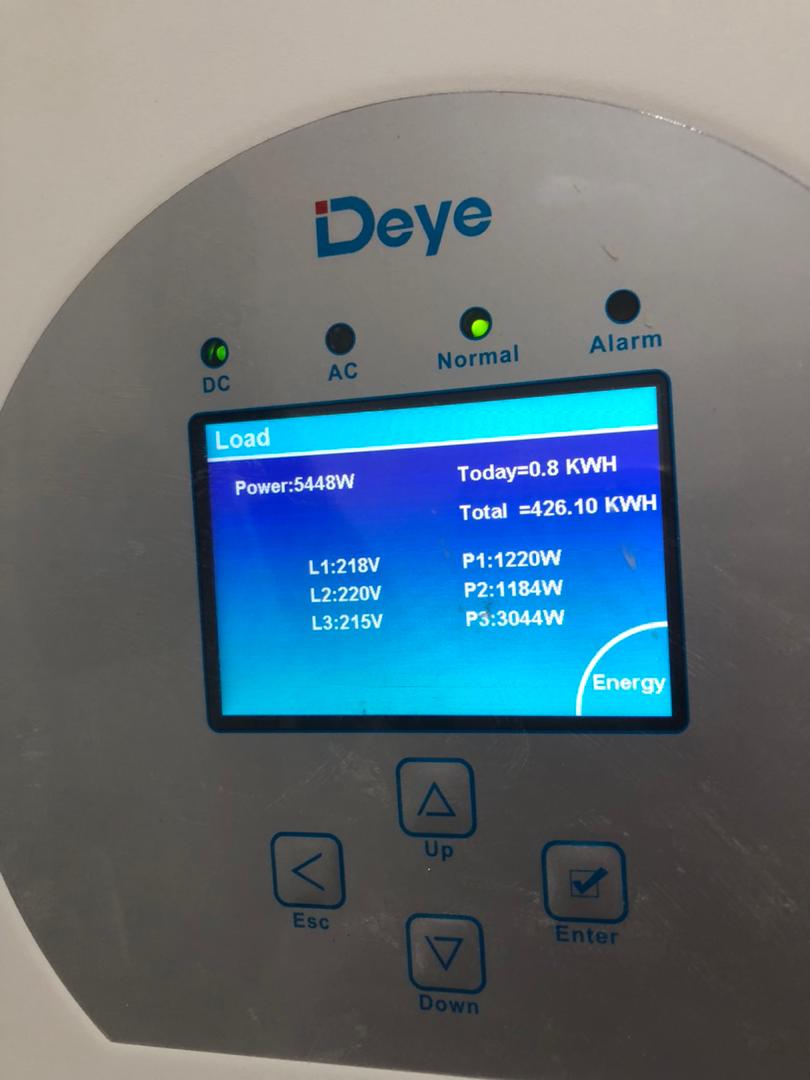 Deye
DC AC Normal Alarm
Load
Power:5448W Today=0.8 KWH
Total =426.10 KWH
L1:218V P1:1220W
L2:220V P2:1184W
L3:215V P3:3044W
Energy
Up
Esc Enter
Down